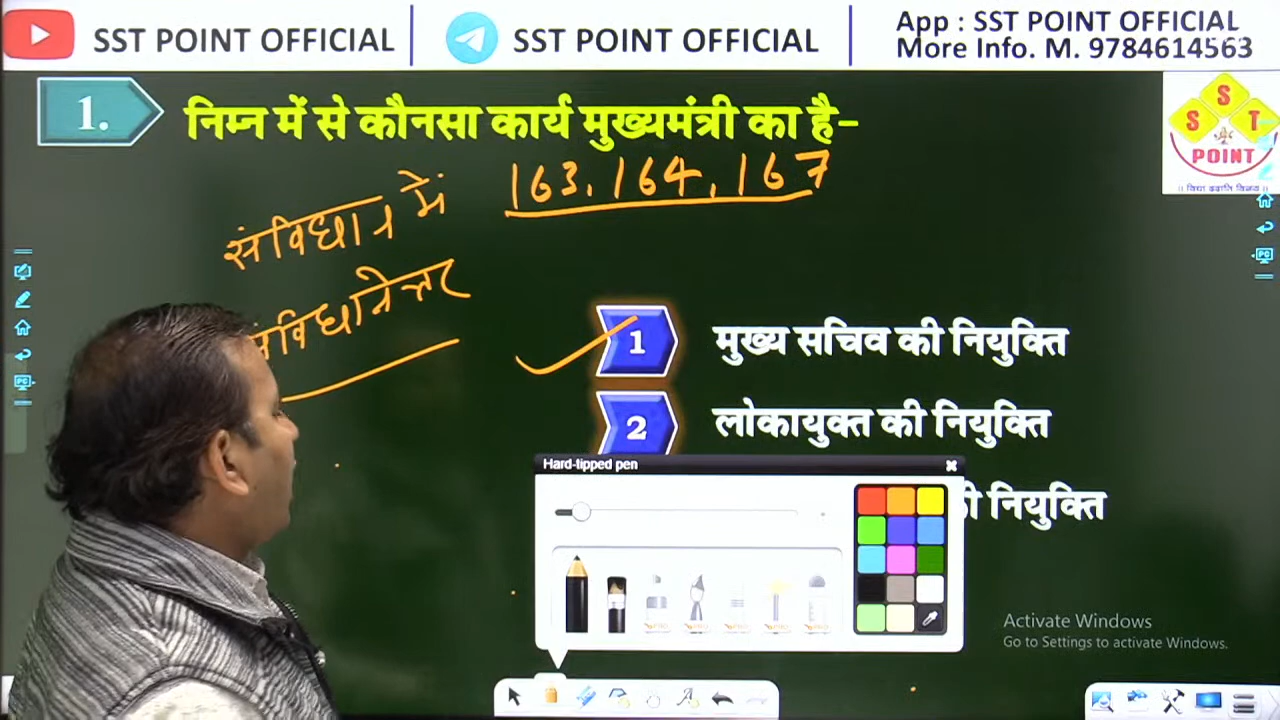 SST POINT OFFICIAL
SST POINT OFFICIAL
App : SST POINT OFFICIAL
More Info. M. 9784614563
1.
निम्न में से कौनसा कार्य मुख्यमंत्री का है-
S
S T
POINT
संविधान में 163, 164, 167
संविधानेत्तर
1 मुख्य सचिव की नियुक्ति
2 लोकायुक्त की नियुक्ति
Hard-tipped pen
की नियुक्ति
Activate Windows
Go to Settings to activate Windows.